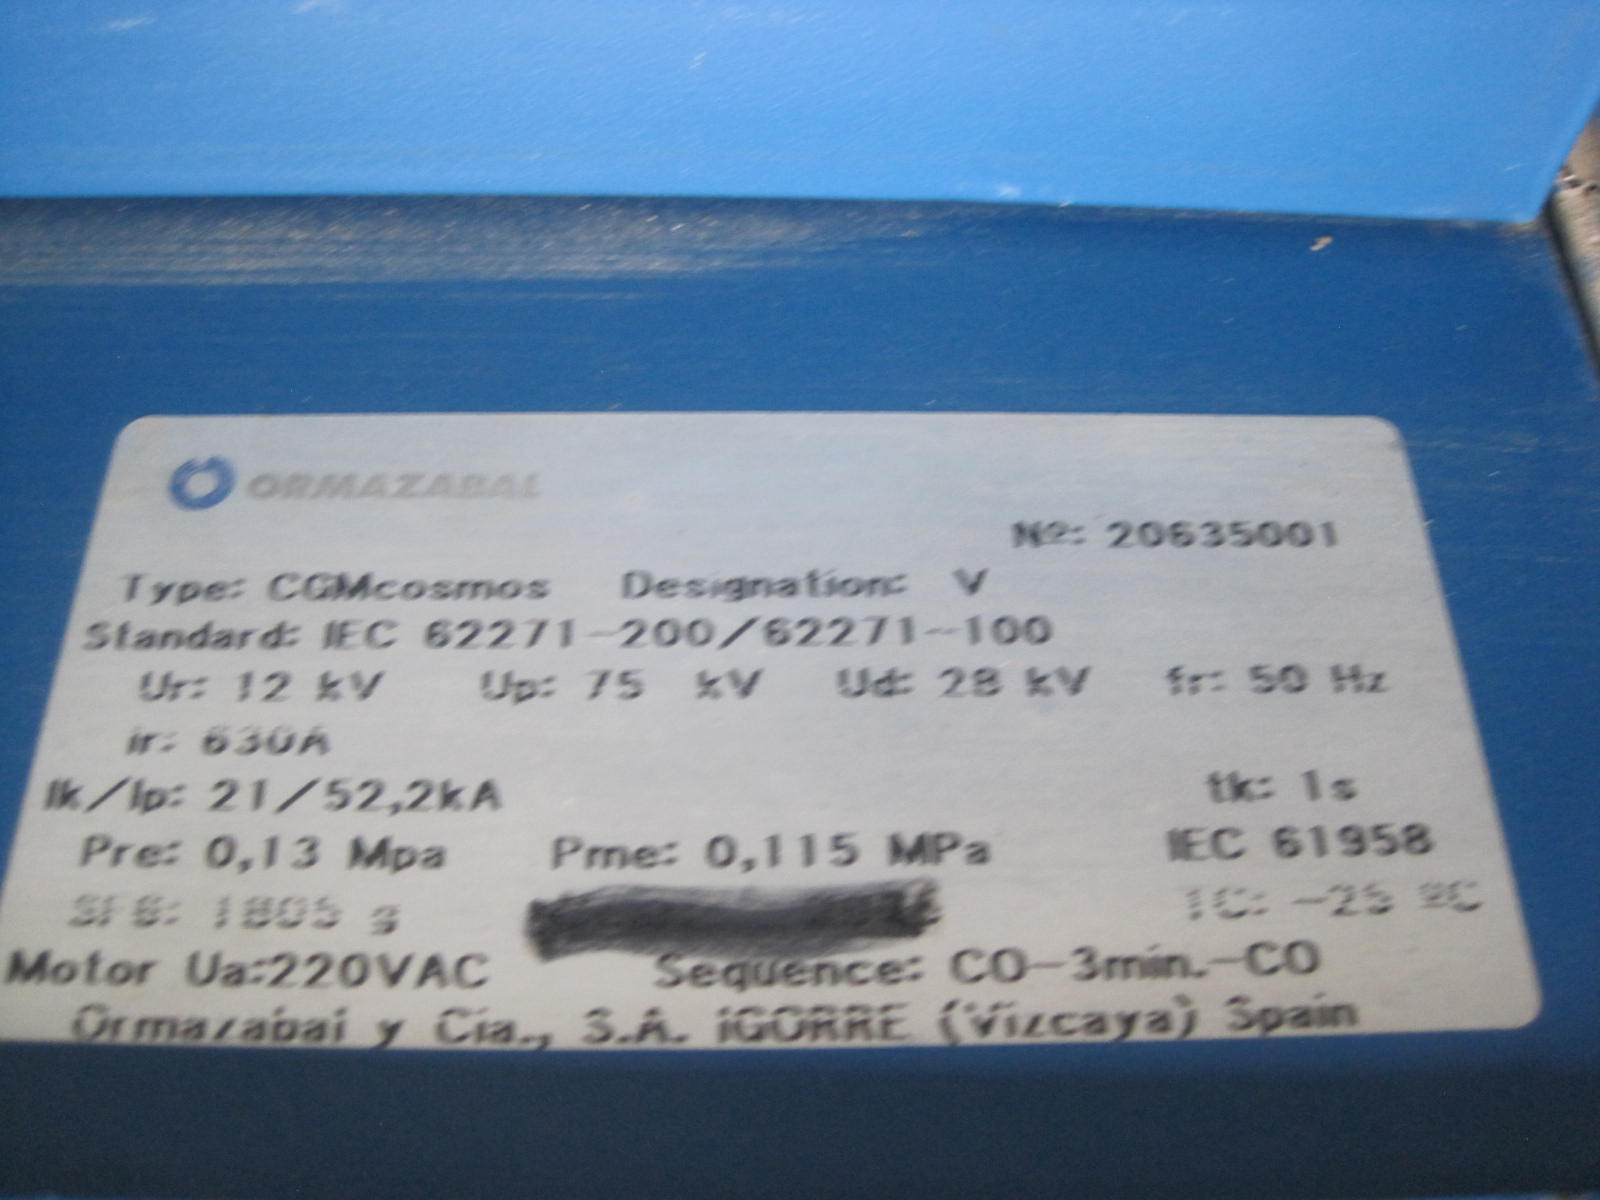 ORMAZABAL
Nº: 20635001
Type: CGMcosmos Designation: V
Standard: IEC 62271-200/62271-100
Ur: 12 kV Up: 75 kV Ud: 28 kV fr: 50 Hz
Ir: 630A
Ik/Ip: 21/52,2kA tk: 1s
Pre: 0,13 Mpa Pme: 0,115 MPa IEC 61958
SF6: 1805 g TC: -25 ºC
Motor Ua:220VAC Sequence: CO-3min.-CO
Ormazabal y Cia., S.A. IGORRE (Vizcaya) Spain